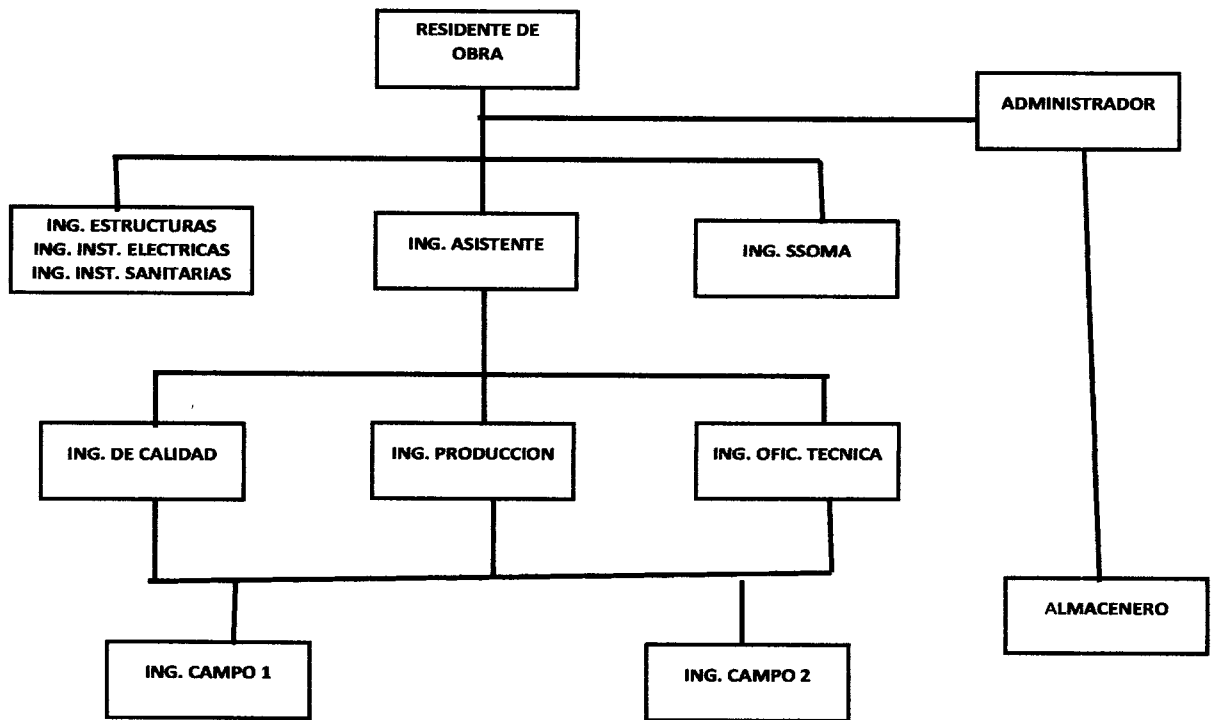 RESIDENTE DE
OBRA
ADMINISTRADOR
ING. ESTRUCTURAS
ING. INST. ELECTRICAS
ING. INST. SANITARIAS
ING. ASISTENTE
ING. SSOMA
ING. DE CALIDAD
ING. PRODUCCION
ING. OFIC. TECNICA
ALMACENERO
ING. CAMPO 1
ING. CAMPO 2